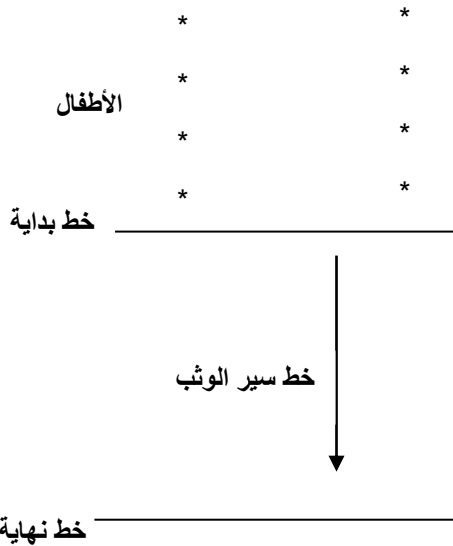 * *
* *
الأطفال
* *
* *
خط بداية
خط سير الوثب
خط نهاية